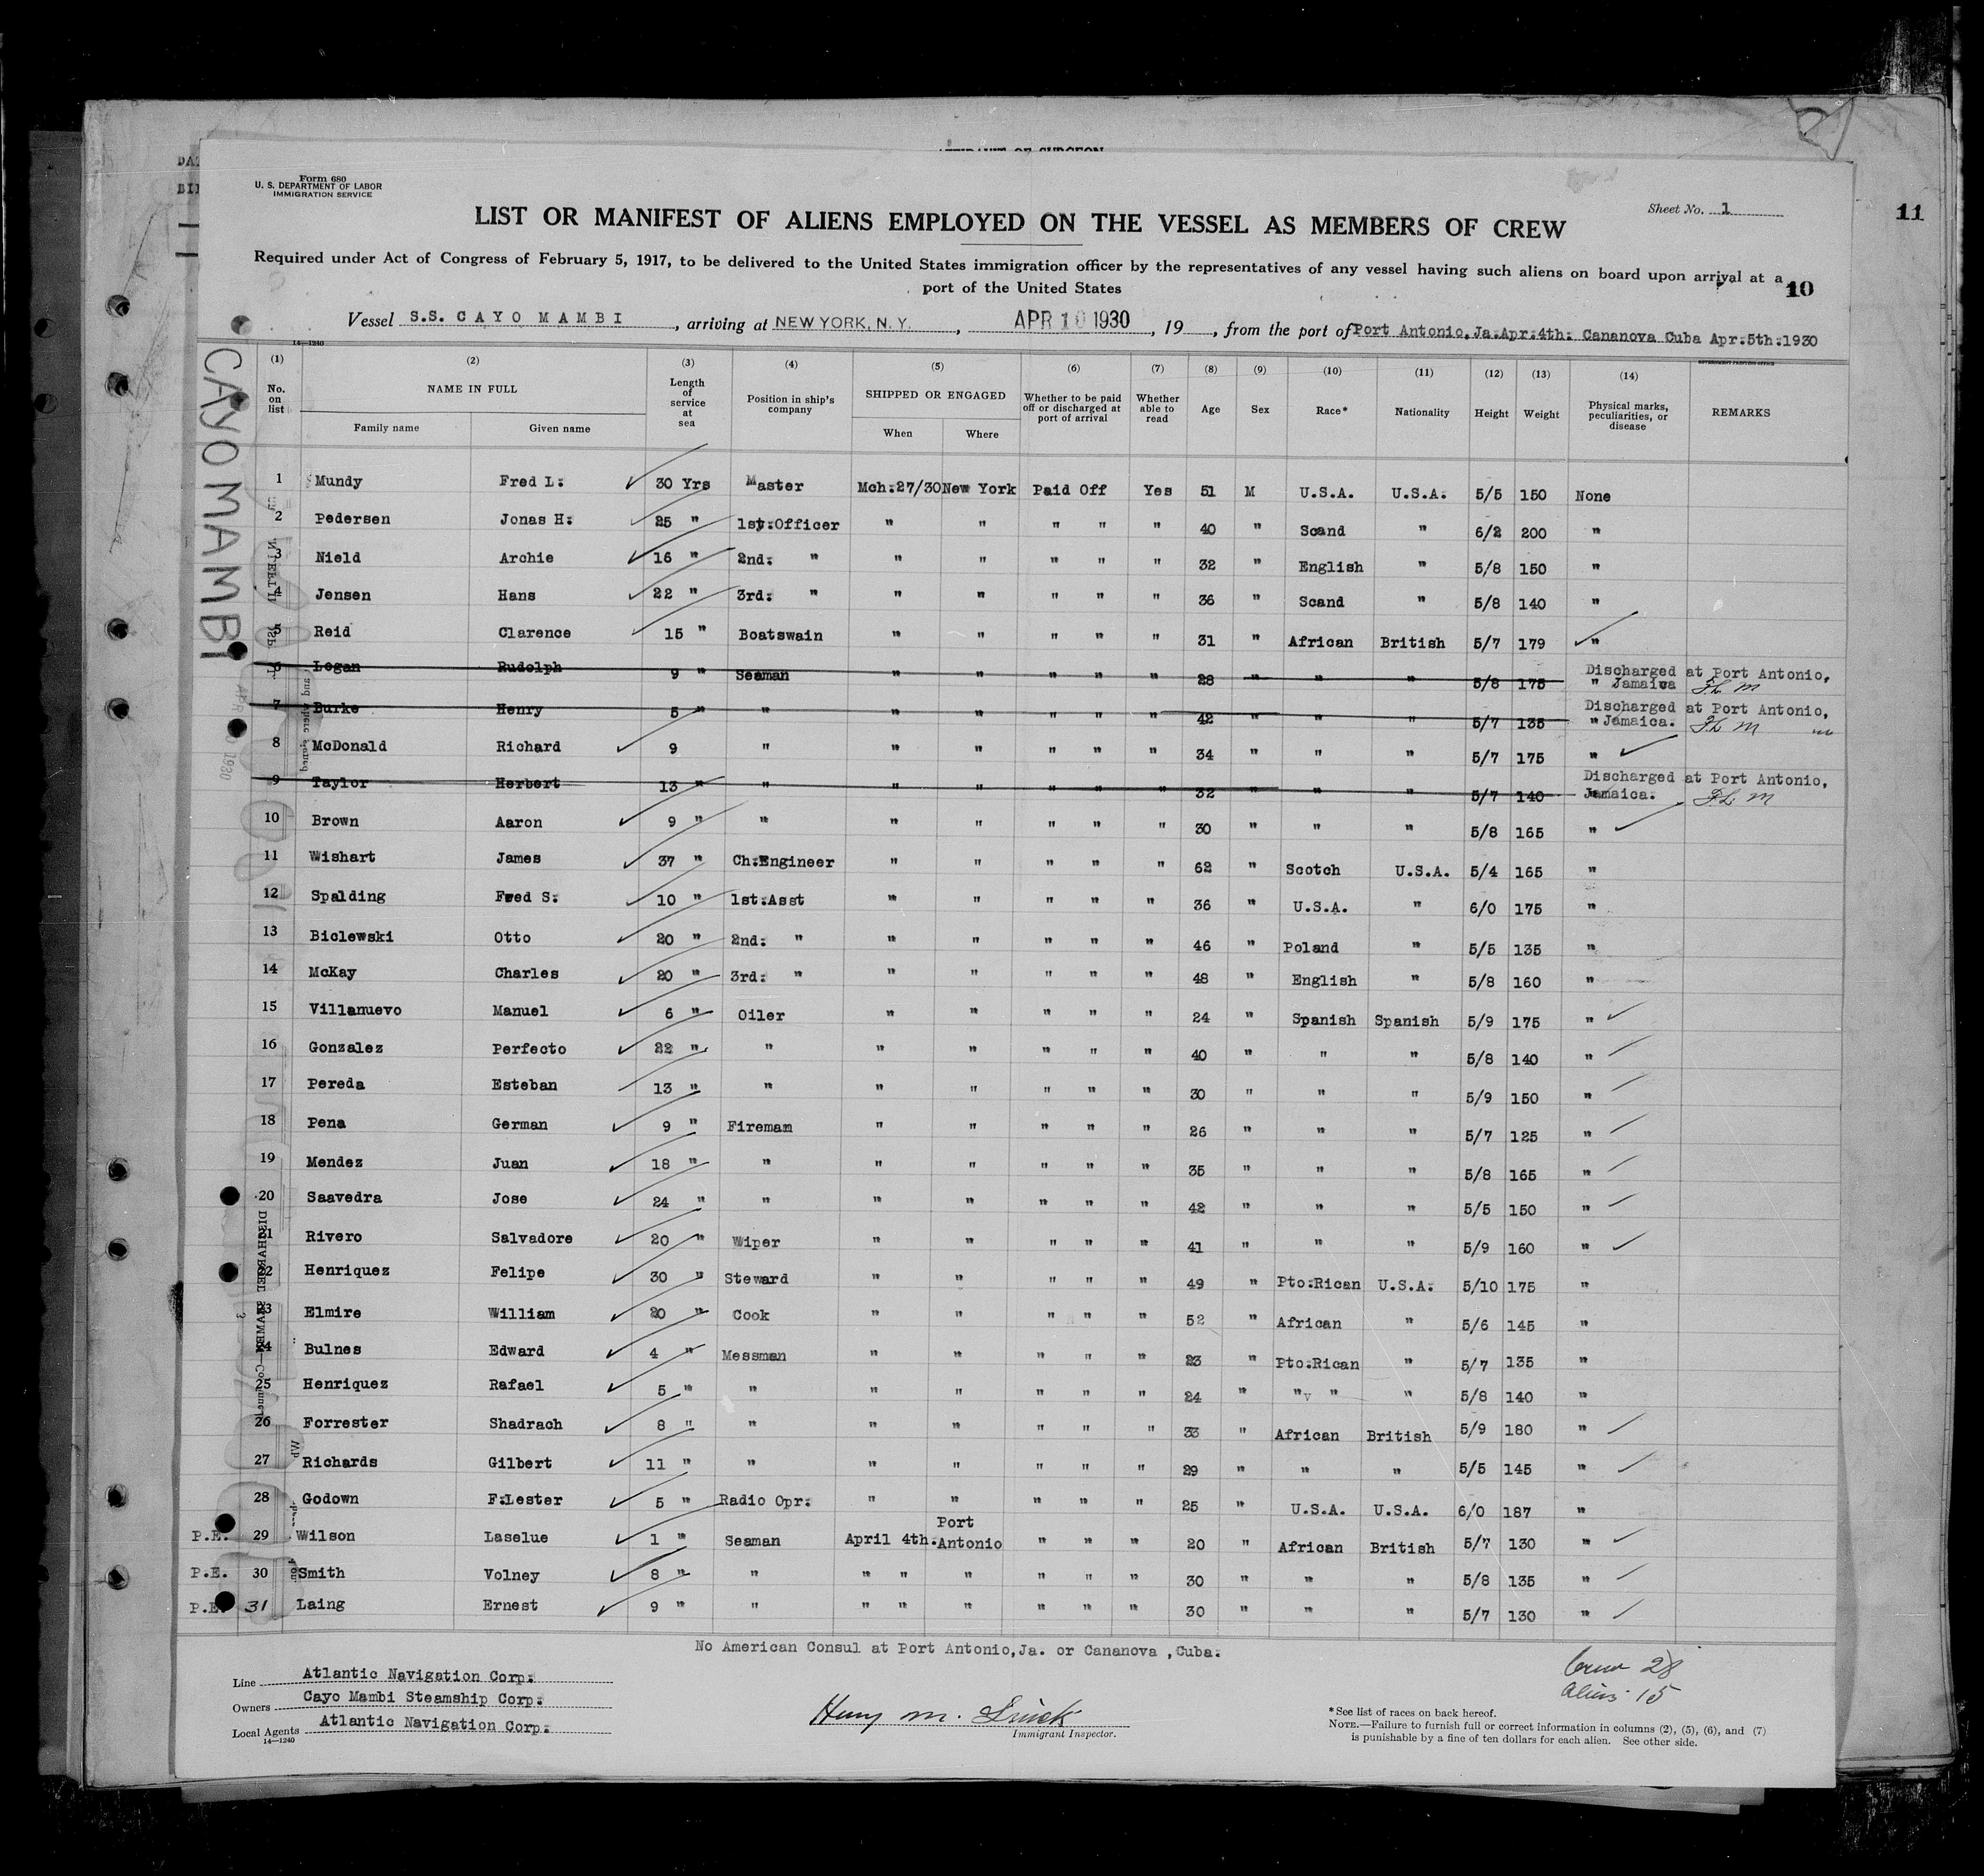 AFFIDAVIT OF SURGEON
Form 680
U. S. DEPARTMENT OF LABOR
IMMIGRATION SERVICE
Sheet No. 1
11
LIST OR MANIFEST OF ALIENS EMPLOYED ON THE VESSEL AS MEMBERS OF CREW
Required under Act of Congress of February 5, 1917, to be delivered to the United States immigration officer by the representatives of any vessel having such aliens on board upon arrival at a
port of the United States
10
Vessel S.S. CAYO MAMBI, arriving at NEW YORK, N. Y., APR 10 1930, 19, from the port of Port Antonio, Ja. Apr. 4th. Cananova Cuba Apr. 5th. 1930
14—1240
GOVERNMENT PRINTING OFFICE
CAYO MAMBI
(1) (2) (3) (4) (5) (6) (7) (8) (9) (10) (11) (12) (13) (14)
No. on list NAME IN FULL Length of service at sea Position in ship's company SHIPPED OR ENGAGED Whether to be paid off or discharged at port of arrival Whether able to read Age Sex Race* Nationality Height Weight Physical marks, peculiarities, or disease REMARKS
Family name Given name When Where
1 Mundy Fred L. 30 Yrs Master Mch. 27/30 New York Paid Off Yes 51 M U.S.A. U.S.A. 5/5 150 None
2 Pedersen Jonas H. 25 " 1st. Officer " " " " " 40 " Scand " 6/2 200 "
3 Nield Archie 16 " 2nd. " " " " " " 32 " English " 5/8 150 "
4 Jensen Hans 22 " 3rd. " " " " " " 36 " Scand " 5/8 140 "
5 Reid Clarence 15 " Boatswain " " " " " 31 " African British 5/7 179 "
6 Logan Rudolph 9 " Seaman " " " " " 28 " " " 5/8 175 Discharged at Port Antonio,
" Jamaica F. L. M
7 Burke Henry 5 " " " " " " " 42 " " " 5/7 135 Discharged at Port Antonio,
" Jamaica. F. L. M
8 McDonald Richard 9 " " " " " " 34 " " " 5/7 175 "
9 Taylor Herbert 13 " " " " " " " 32 " " " 5/7 140 Discharged at Port Antonio,
Jamaica. F. L. M
10 Brown Aaron 9 " " " " " " " 30 " " " 5/8 165 "
11 Wishart James 37 " Ch. Engineer " " " " " 62 " Scotch U.S.A. 5/4 165 "
12 Spalding Fred S. 10 " 1st. Asst " " " " " 36 " U.S.A. " 6/0 175 "
13 Biclewski Otto 20 " 2nd. " " " " " " 46 " Poland " 5/5 135 "
14 McKay Charles 20 " 3rd. " " " " " " 48 " English " 5/8 160 "
15 Villanuevo Manuel 6 " Oiler " " " " " 24 " Spanish Spanish 5/9 175 "
16 Gonzalez Perfecto 22 " " " " " " " 40 " " " 5/8 140 "
17 Pereda Esteban 13 " " " " " " " 30 " " " 5/9 150 "
18 Pena German 9 " Fireman " " " " " 26 " " " 5/7 125 "
19 Mendez Juan 18 " " " " " " " 35 " " " 5/8 165 "
20 Saavedra Jose 24 " " " " " " " 42 " " " 5/5 150 "
21 Rivero Salvadore 20 " Wiper " " " " " 41 " " " 5/9 160 "
22 Henriquez Felipe 30 " Steward " " " " " 49 " Pto. Rican U.S.A. 5/10 175 "
23 Elmire William 20 " Cook " " " " " 52 " African " 5/6 145 "
24 Bulnes Edward 4 " Messman " " " " " 23 " Pto. Rican " 5/7 135 "
25 Henriquez Rafael 5 " " " " " " " 24 " " " " 5/8 140 "
26 Forrester Shadrach 8 " " " " " " " 33 " African British 5/9 180 "
27 Richards Gilbert 11 " " " " " " " 29 " " " 5/5 145 "
28 Godown F. Lester 5 " Radio Opr. " " " " " 25 " U.S.A. U.S.A. 6/0 187 "
P.E. 29 Wilson Laselue 1 " Seaman April 4th. Port Antonio " " " 20 " African British 5/7 130 "
P.E. 30 Smith Volney 8 " " " " " " " " 30 " " " 5/8 135 "
P.E. 31 Laing Ernest 9 " " " " " " " " 30 " " " 5/7 130 "
No American Consul at Port Antonio, Ja. or Cananova, Cuba.
Line Atlantic Navigation Corp.
Owners Cayo Mambi Steamship Corp.
Local Agents Atlantic Navigation Corp.
14—1240
Henry M.
Immigrant Inspector.
Crew 28
Aliens 15
*See list of races on back hereof.
NOTE.—Failure to furnish full or correct information in columns (2), (5), (6), and (7)
is punishable by a fine of ten dollars for each alien. See other side.